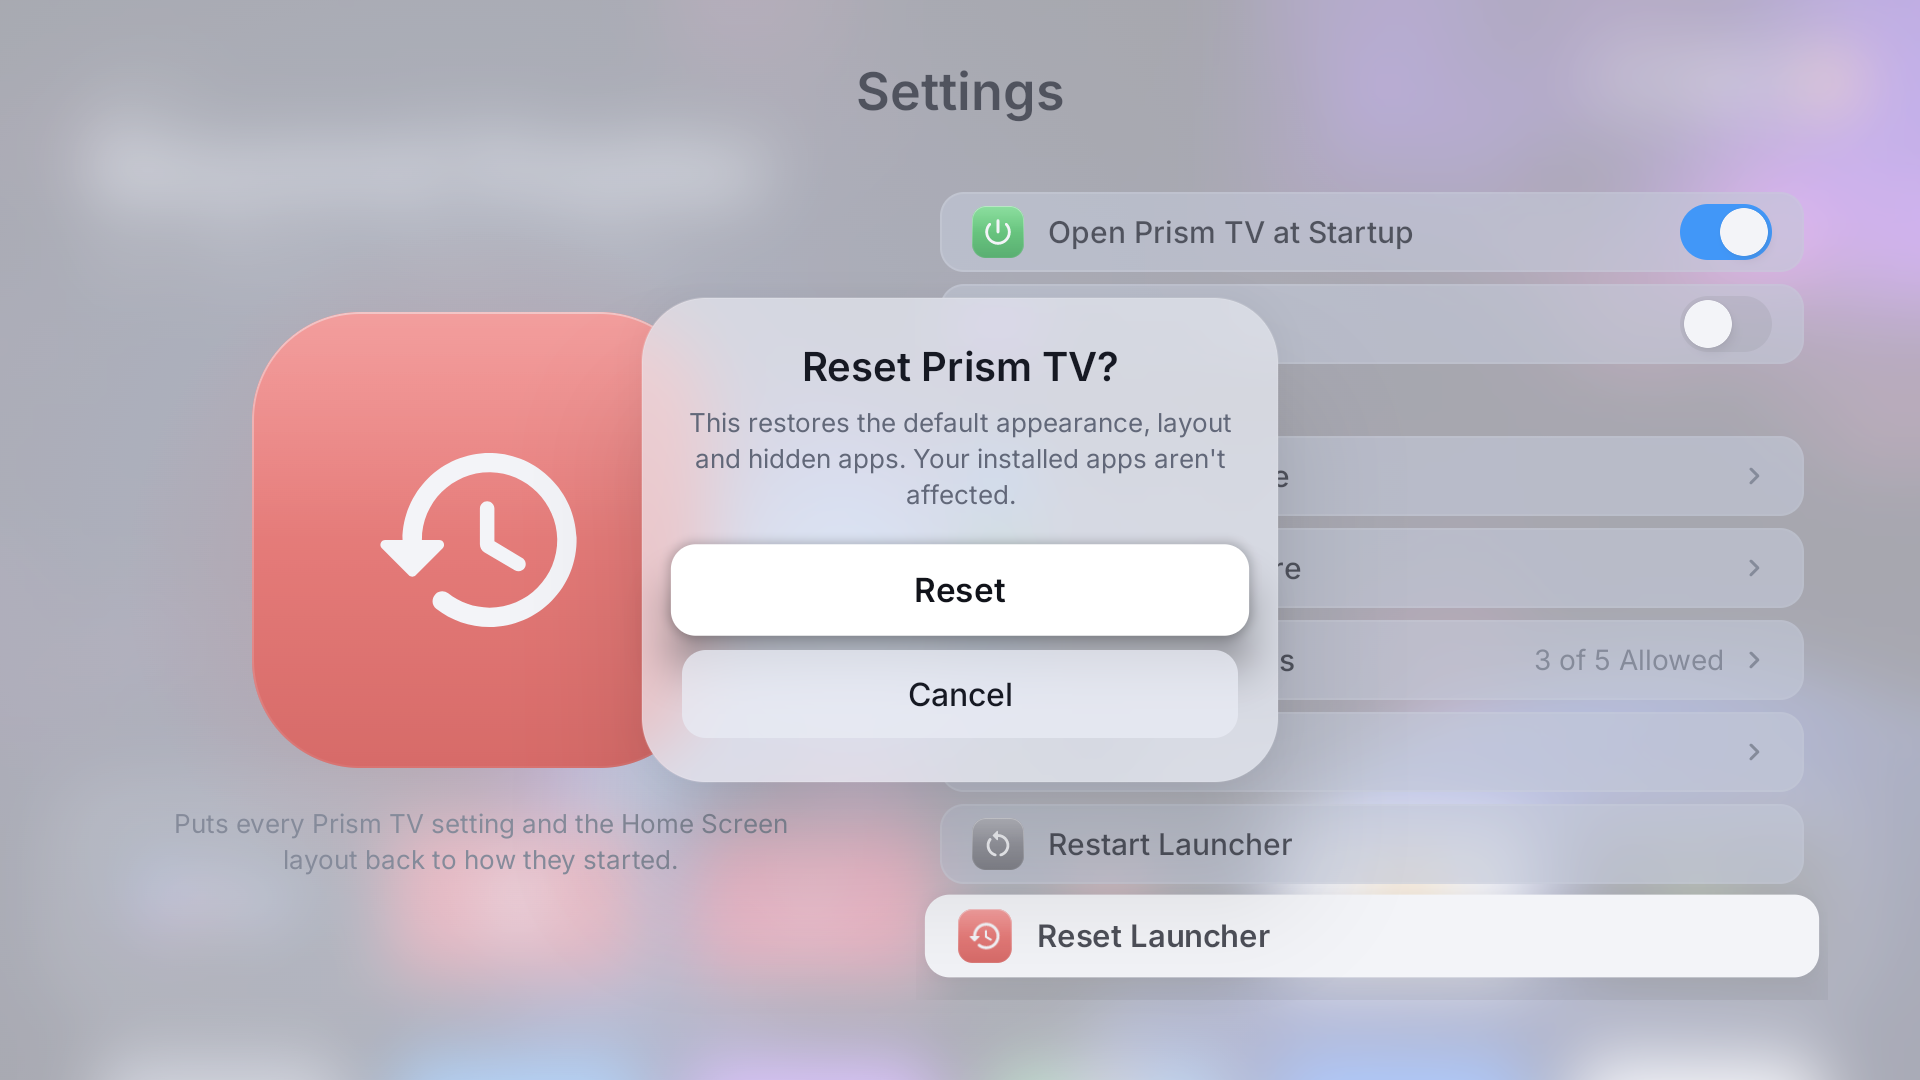 Settings
Open Prism TV at Startup
Reset Prism TV?
This restores the default appearance, layout
and hidden apps. Your installed apps aren't
affected.
Reset
Cancel
3 of 5 Allowed
Puts every Prism TV setting and the Home Screen
layout back to how they started.
Restart Launcher
Reset Launcher